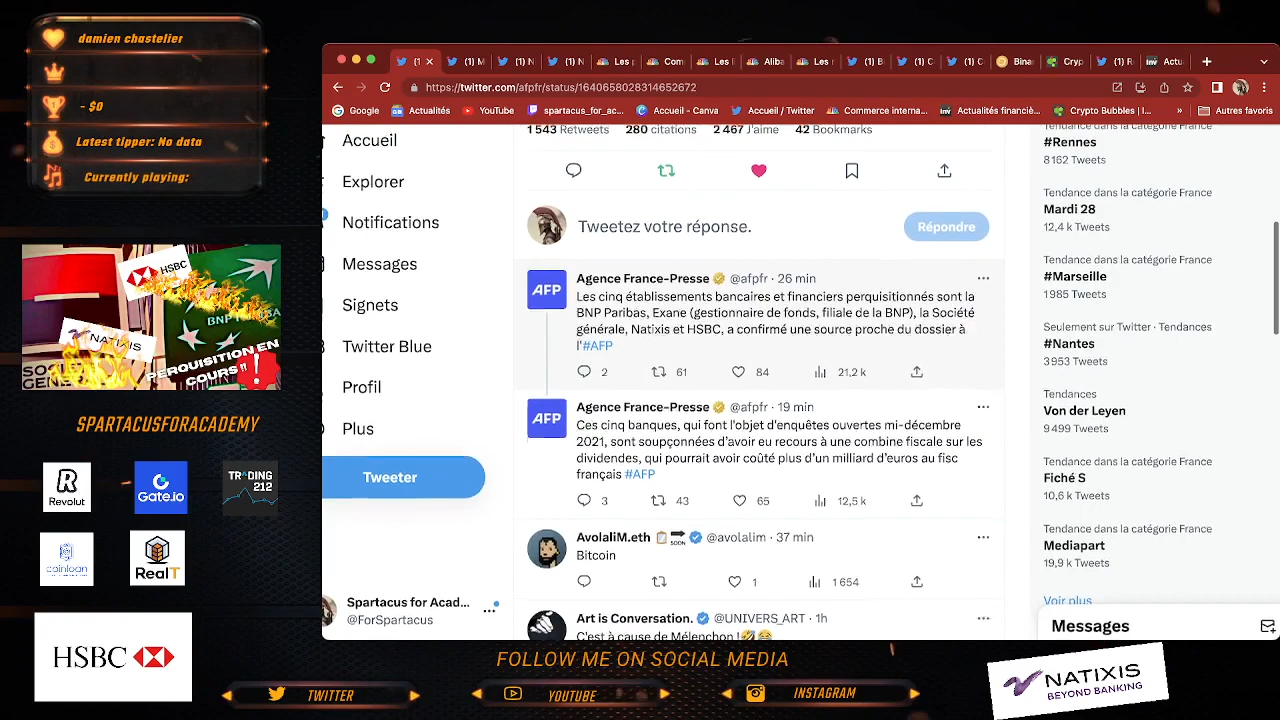 damien chastelier
- $0
Latest tipper: No data
Currently playing:
HSBC
BNP
NATIXIS
SOC
GENER
PERQUISITION EN
COURS !!
SPARTACUSFORACADEMY
Revolut
Gate.io
TRADING
212
coinloan
RealT
HSBC
(1
https://twitter.com/afpfr/status/1640658028314652672
Google
Actualités
YouTube
spartacus_for_ac...
Accueil - Canva
Accueil / Twitter
Commerce interna...
Actualités financiè...
Crypto Bubbles | I...
»
Autres favoris
Accueil
Explorer
Notifications
Messages
Signets
Twitter Blue
Profil
Plus
Tweeter
Spartacus for Acad...
@ForSpartacus
1 543 Retweets 280 citations 2 467 J'aime 42 Bookmarks
Tweetez votre réponse.
Répondre
AFP
Agence France-Presse @afpfr · 26 min
Les cinq établissements bancaires et financiers perquisitionnés sont la
BNP Paribas, Exane (gestionnaire de fonds, filiale de la BNP), la Société
générale, Natixis et HSBC, a confirmé une source proche du dossier à
l'#AFP
2 61 84 21,2 k
AFP
Agence France-Presse @afpfr · 19 min
Ces cinq banques, qui font l'objet d'enquêtes ouvertes mi-décembre
2021, sont soupçonnées d'avoir eu recours à une combine fiscale sur les
dividendes, qui pourrait avoir coûté plus d'un milliard d'euros au fisc
français #AFP
3 43 65 12,5 k
AvolaliM.eth SOON @avolalim · 37 min
Bitcoin
1 1 654
Art is Conversation. @UNIVERS_ART · 1h
C'est à cause de Mélenchon !
Tendance dans la catégorie France
#Rennes
8 162 Tweets
Tendance dans la catégorie France
Mardi 28
12,4 k Tweets
Tendance dans la catégorie France
#Marseille
1 985 Tweets
Seulement sur Twitter · Tendances
#Nantes
3 953 Tweets
Tendances
Von der Leyen
9 499 Tweets
Tendance dans la catégorie France
Fiché S
10,6 k Tweets
Tendance dans la catégorie France
Mediapart
19,9 k Tweets
Voir plus
Messages
FOLLOW ME ON SOCIAL MEDIA
TWITTER
YOUTUBE
INSTAGRAM
NATIXIS
BEYOND BANKING